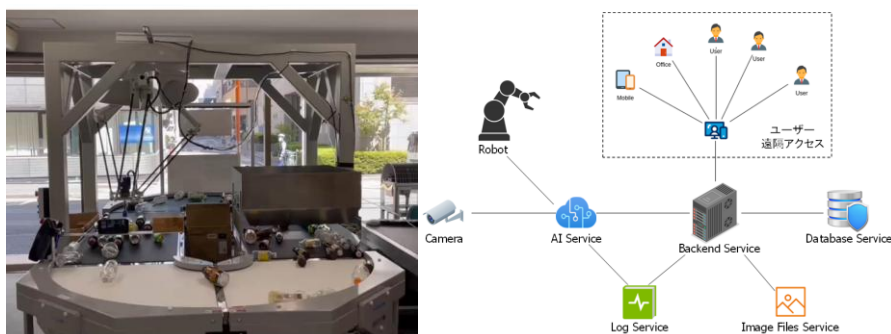 User
Office
User
User
Mobile
ユーザー
遠隔アクセス
Robot
Camera
AI Service
Backend Service
Database Service
Log Service
Image Files Service